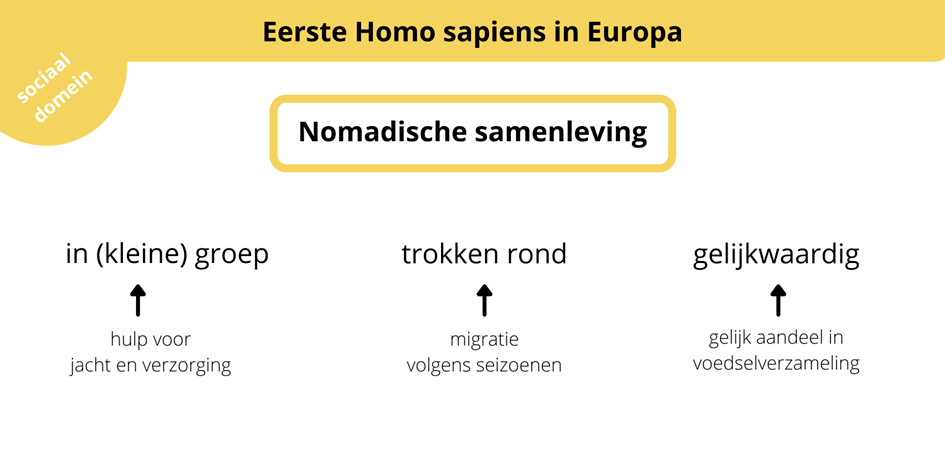 Eerste Homo sapiens in Europa
sociaal
domein
Nomadische samenleving
in (kleine) groep
hulp voor
jacht en verzorging
trokken rond
migratie
volgens seizoenen
gelijkwaardig
gelijk aandeel in
voedselverzameling